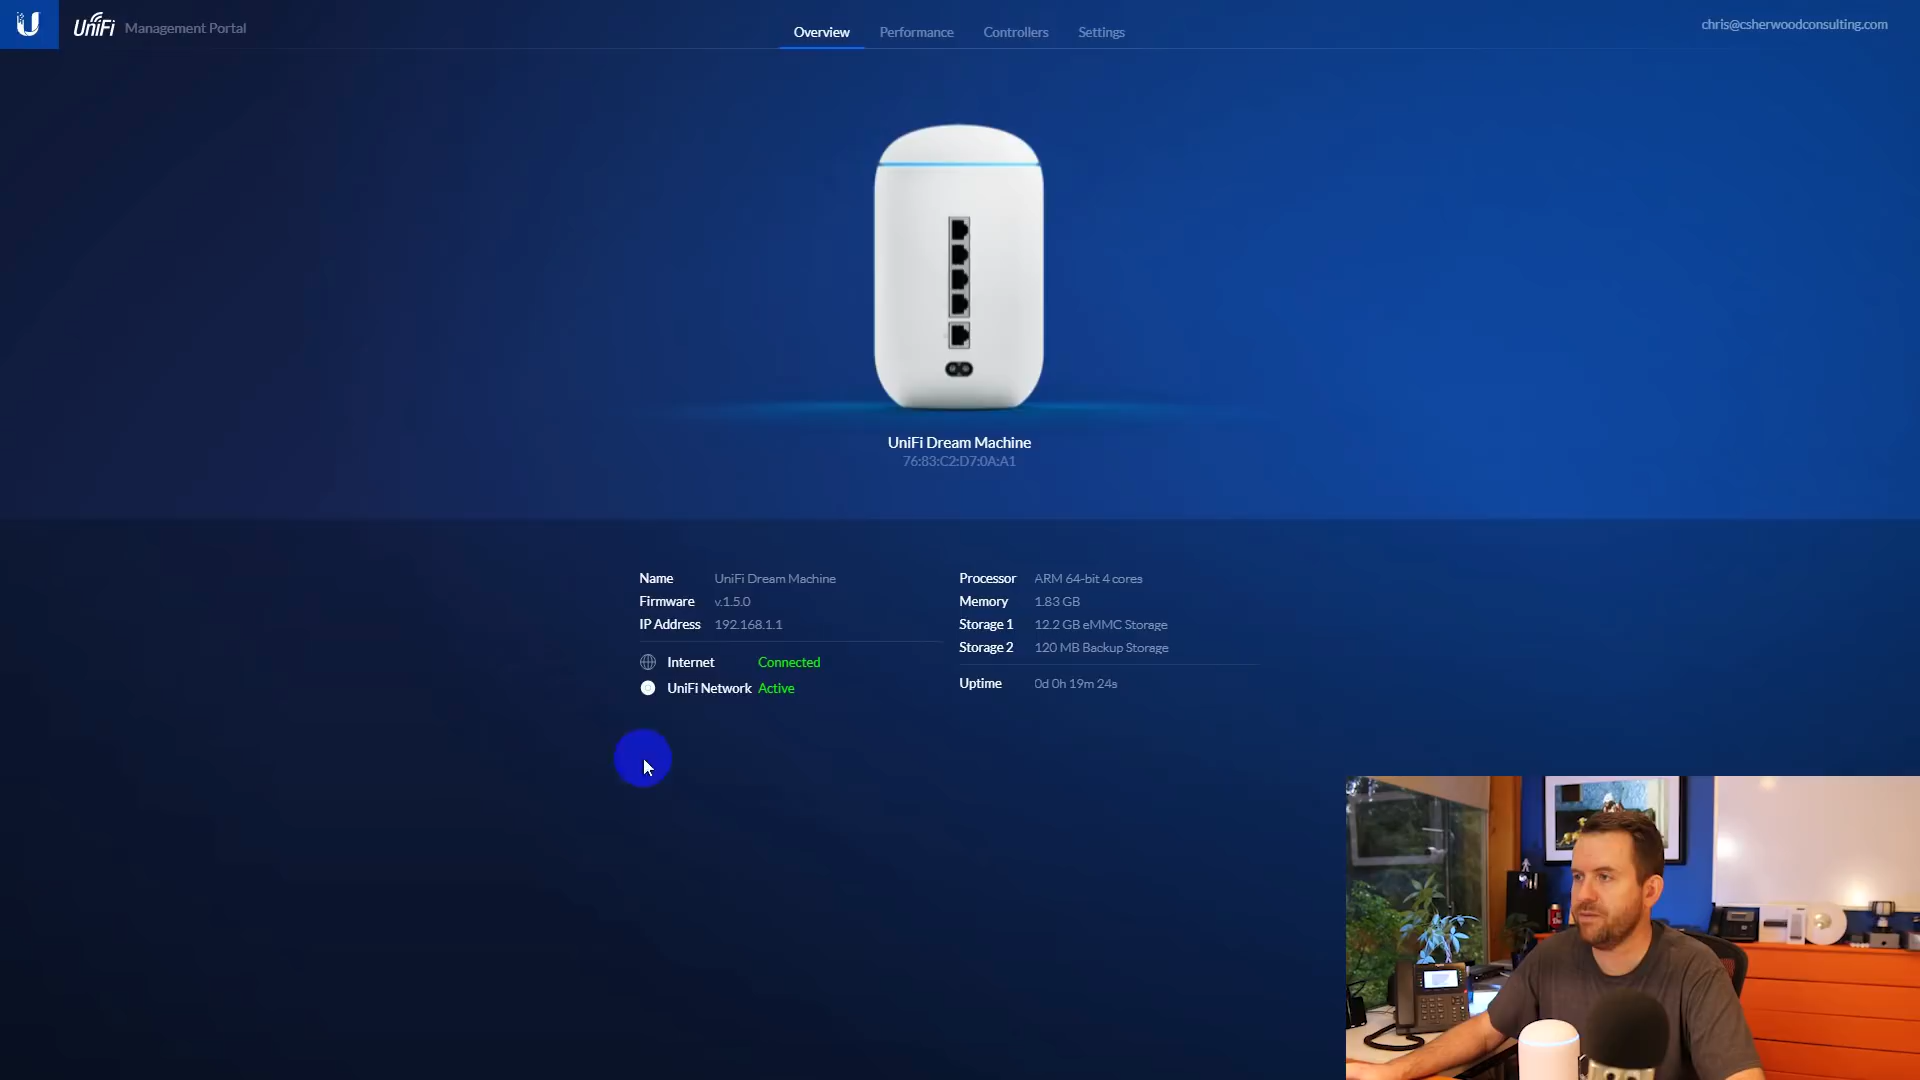 UniFi Management Portal
Overview Performance Controllers Settings
chris@csherwoodconsulting.com
UniFi Dream Machine
76:83:C2:D7:0A:A1
Name UniFi Dream Machine
Firmware v.1.5.0
IP Address 192.168.1.1
Internet Connected
UniFi Network Active
Processor ARM 64-bit 4 cores
Memory 1.83 GB
Storage 1 12.2 GB eMMC Storage
Storage 2 120 MB Backup Storage
Uptime 0d 0h 19m 24s